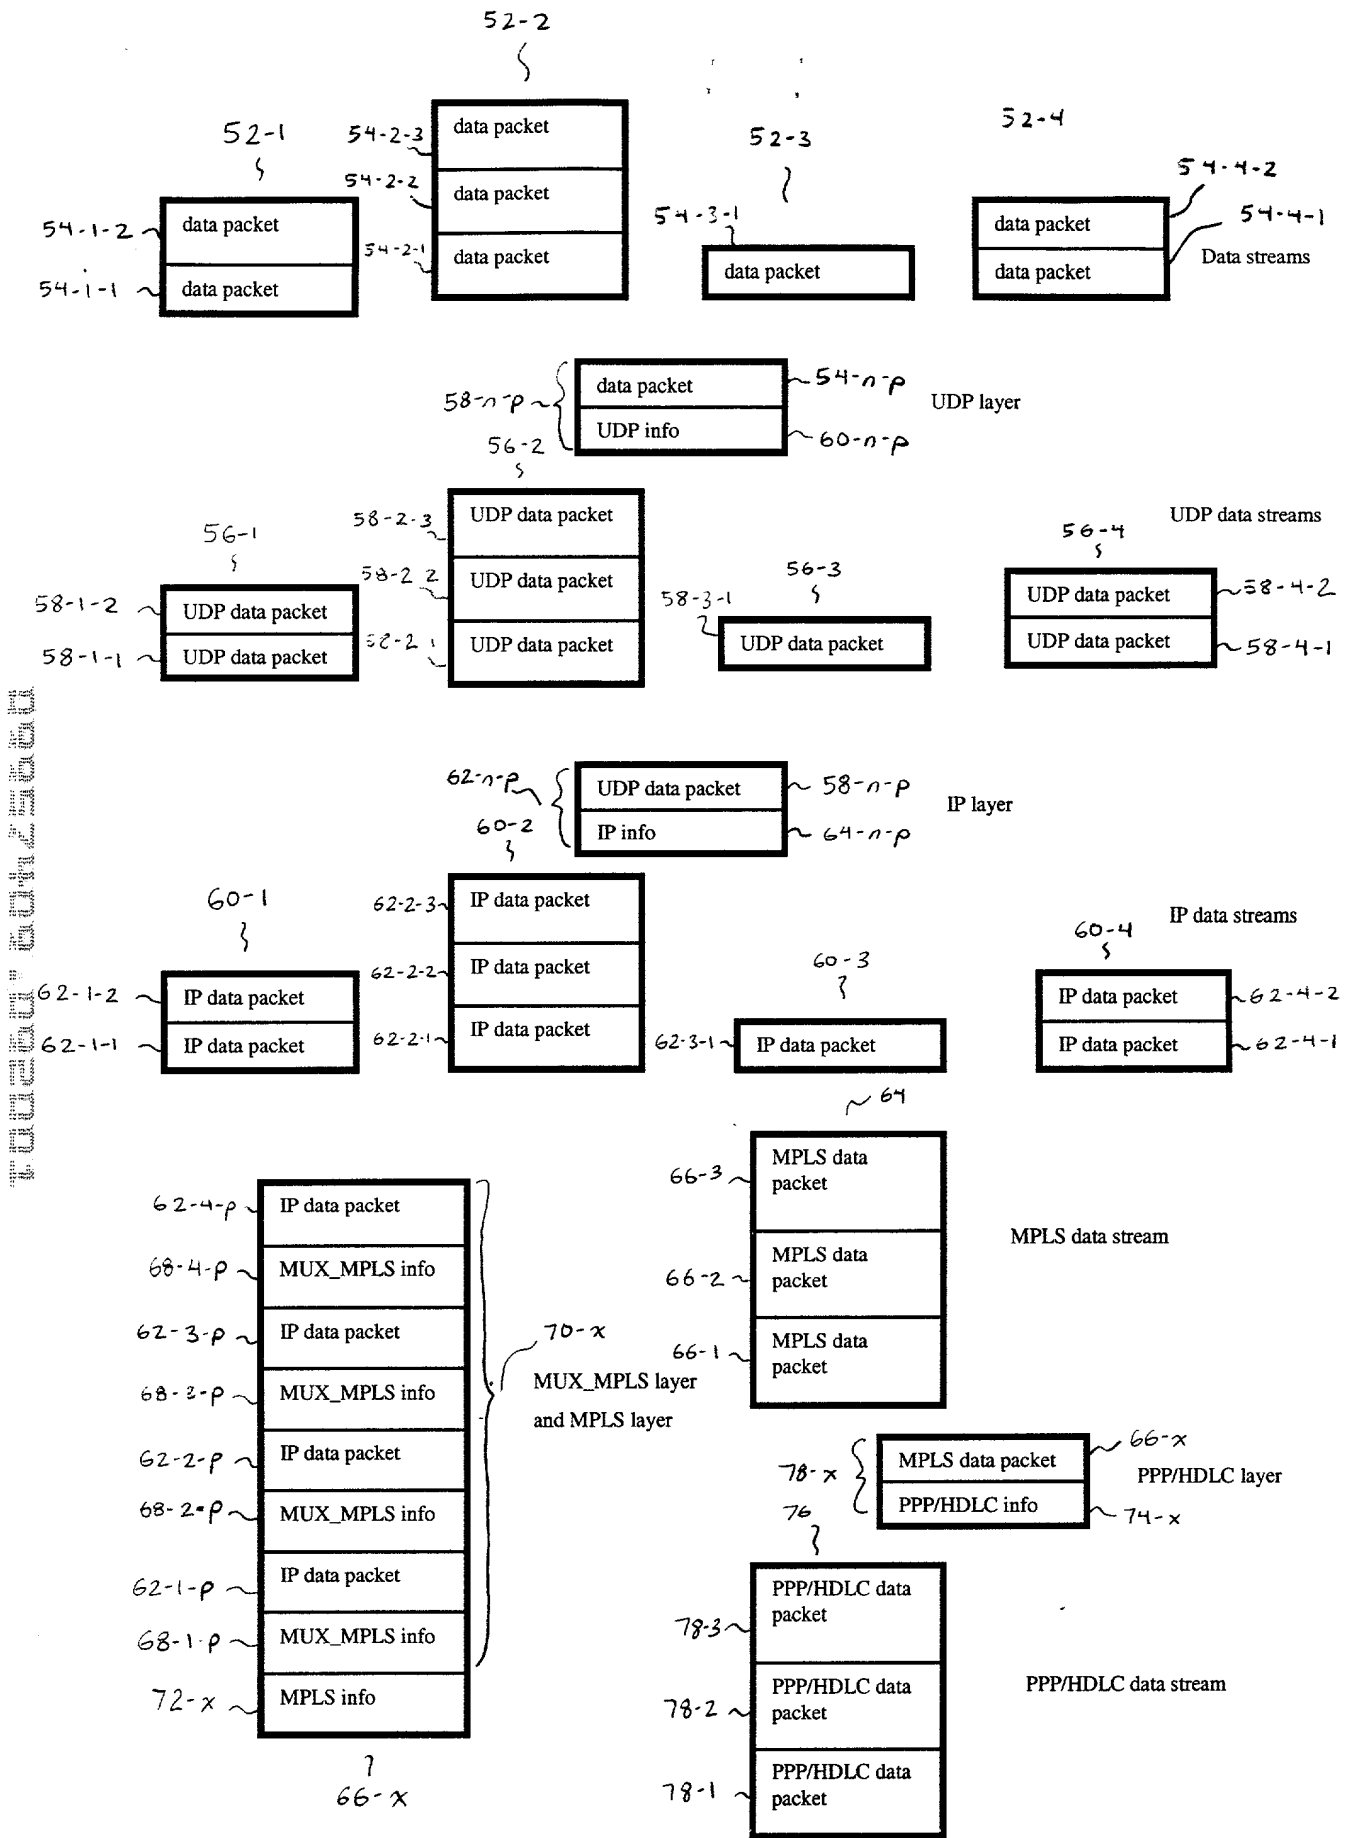 52-2
52-1
54-2-3
data packet
52-3
52-4
54-2-2
data packet
54-4-2
54-1-2
data packet
54-2-1
data packet
54-3-1
data packet
data packet
54-4-1
54-1-1
data packet
data packet
Data streams
58-n-p
data packet
54-n-p
UDP layer
UDP info
60-n-p
56-2
UDP data streams
56-1
58-2-3
UDP data packet
56-4
58-2 2
UDP data packet
56-3
UDP data packet
58-4-2
58-1-2
UDP data packet
58-3-1
58-1-1
UDP data packet
UDP data packet
UDP data packet
UDP data packet
58-4-1
62-n-p
UDP data packet
58-n-p
IP layer
60-2
IP info
64-n-p
60-1
62-2-3
IP data packet
IP data streams
60-4
62-2-2
IP data packet
60-3
62-1-2
IP data packet
IP data packet
62-4-2
62-1-1
IP data packet
62-2-1
IP data packet
62-3-1
IP data packet
IP data packet
62-4-1
64
66-3
MPLS data
packet
62-4-p
IP data packet
MPLS data stream
68-4-p
MUX_MPLS info
66-2
MPLS data
packet
62-3-p
IP data packet
70-x
66-1
MPLS data
packet
68-3-p
MUX_MPLS info
MUX_MPLS layer
and MPLS layer
62-2-p
IP data packet
78-x
MPLS data packet
66-x
PPP/HDLC layer
68-2-p
MUX_MPLS info
76
PPP/HDLC info
74-x
62-1-p
IP data packet
78-3
PPP/HDLC data
packet
68-1-p
MUX_MPLS info
72-x
MPLS info
78-2
PPP/HDLC data
packet
PPP/HDLC data stream
66-x
78-1
PPP/HDLC data
packet